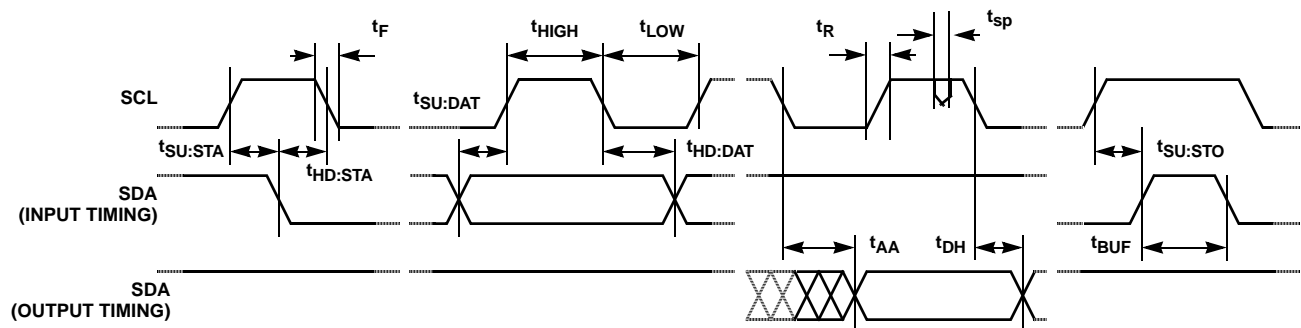 tF
tHIGH
tLOW
tR
tsp
SCL
tSU:DAT
tSU:STA
tHD:STA
tHD:DAT
tSU:STO
SDA
(INPUT TIMING)
tAA
tDH
tBUF
SDA
(OUTPUT TIMING)